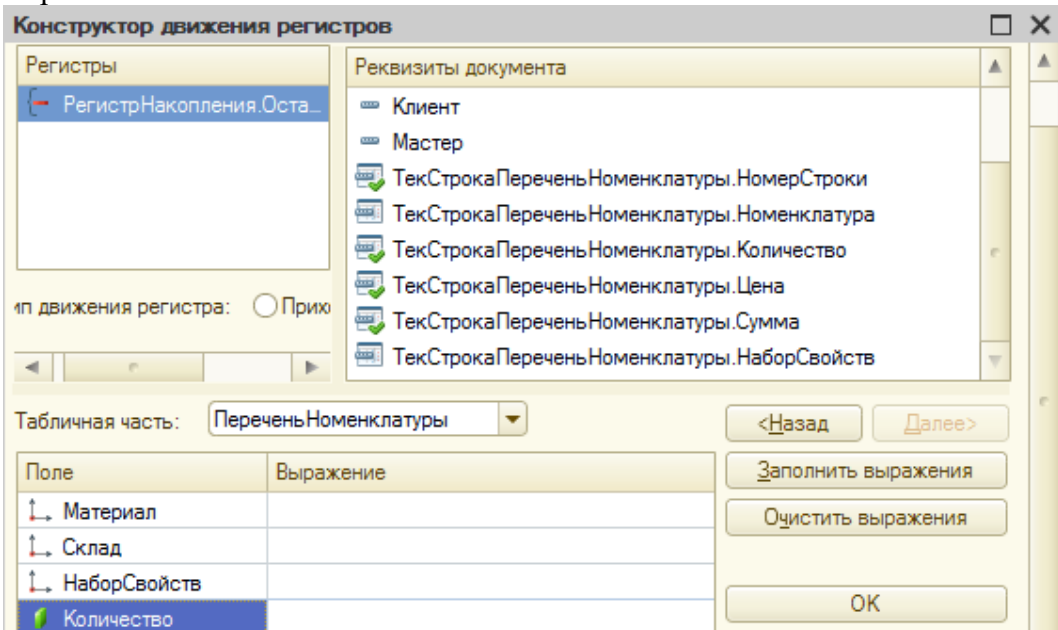 Конструктор движения регистров
Регистры
РегистрНакопления.Оста...
Реквизиты документа
Клиент
Мастер
ТекСтрокаПереченьНоменклатуры.НомерСтроки
ТекСтрокаПереченьНоменклатуры.Номенклатура
ТекСтрокаПереченьНоменклатуры.Количество
ТекСтрокаПереченьНоменклатуры.Цена
ТекСтрокаПереченьНоменклатуры.Сумма
ТекСтрокаПереченьНоменклатуры.НаборСвойств
ип движения регистра: Прихо
Табличная часть: ПереченьНоменклатуры
<Назад Далее>
Поле Выражение
Материал
Склад
НаборСвойств
Количество
Заполнить выражения
Очистить выражения
OK